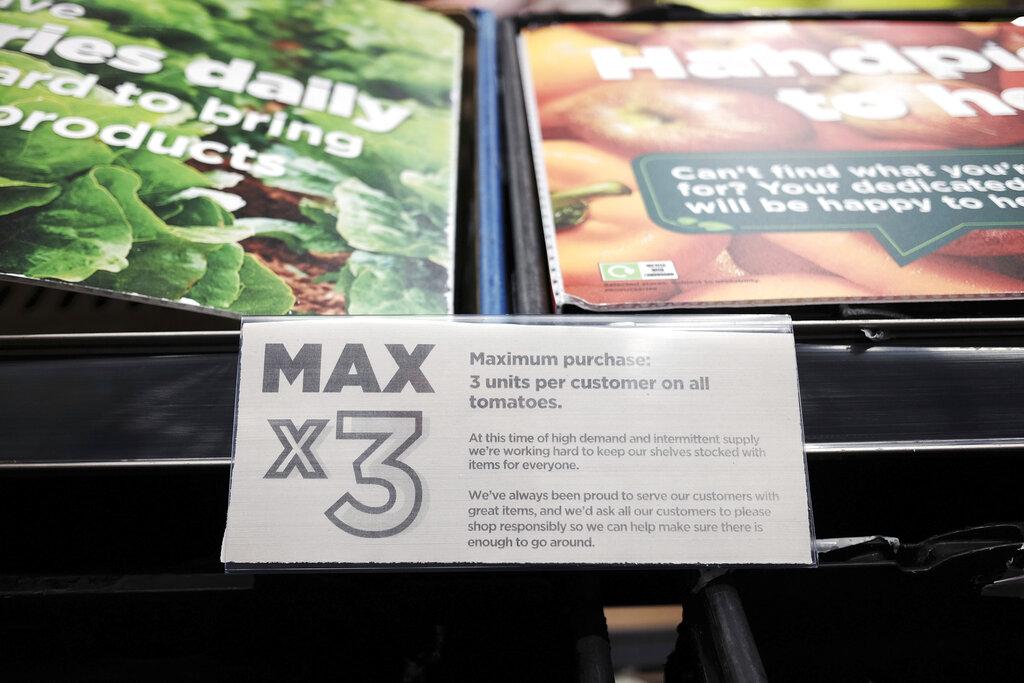 ve
ries daily
ard to bring
products
Handpi
to he
Can't find what you'r
for? Your dedicated
will be happy to he
MAX
x3
Maximum purchase:
3 units per customer on all
tomatoes.
At this time of high demand and intermittent supply
we're working hard to keep our shelves stocked with
items for everyone.
We've always been proud to serve our customers with
great items, and we'd ask all our customers to please
shop responsibly so we can help make sure there is
enough to go around.